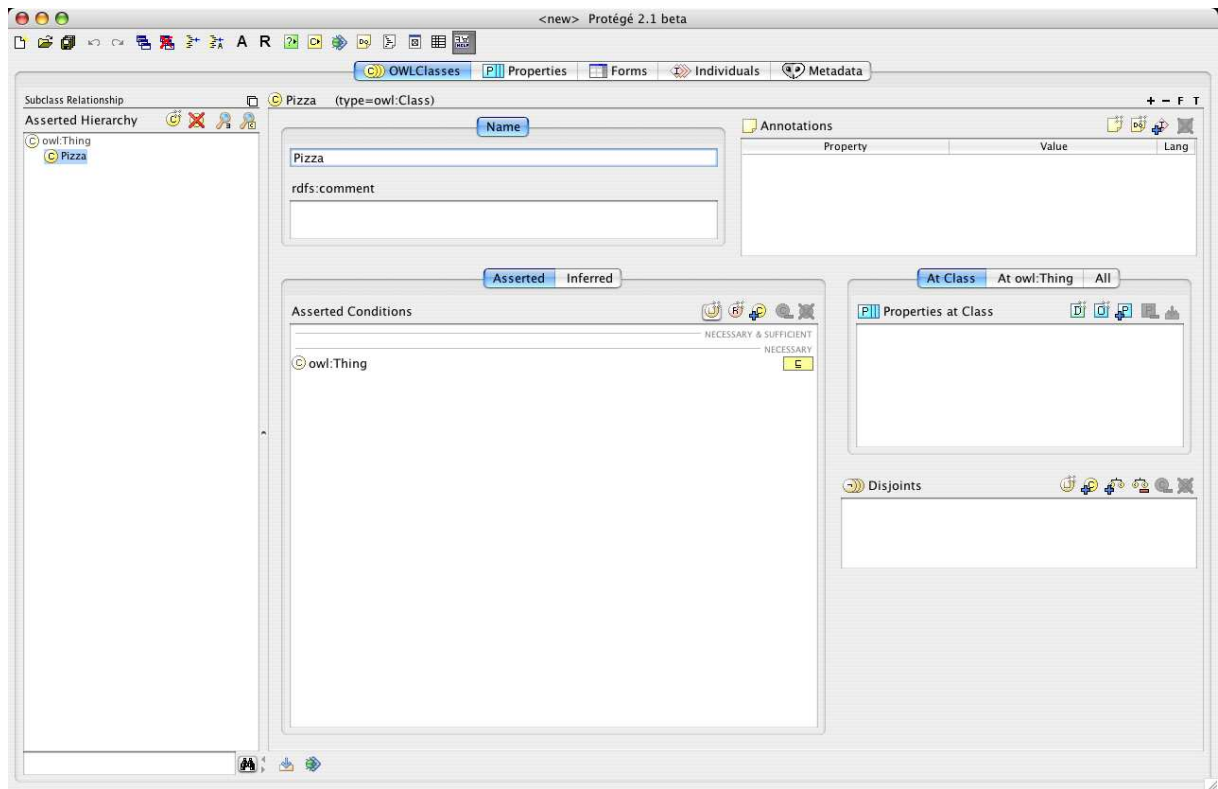 <new> Protégé 2.1 beta
A R
OWLClasses Properties Forms Individuals Metadata
Subclass Relationship
Pizza (type=owl:Class)
+ - F T
Asserted Hierarchy
owl:Thing
Pizza
Name
Pizza
rdfs:comment
Annotations
Property Value Lang
Asserted Inferred
Asserted Conditions
NECESSARY & SUFFICIENT
NECESSARY
owl:Thing
At Class At owl:Thing All
Properties at Class
Disjoints